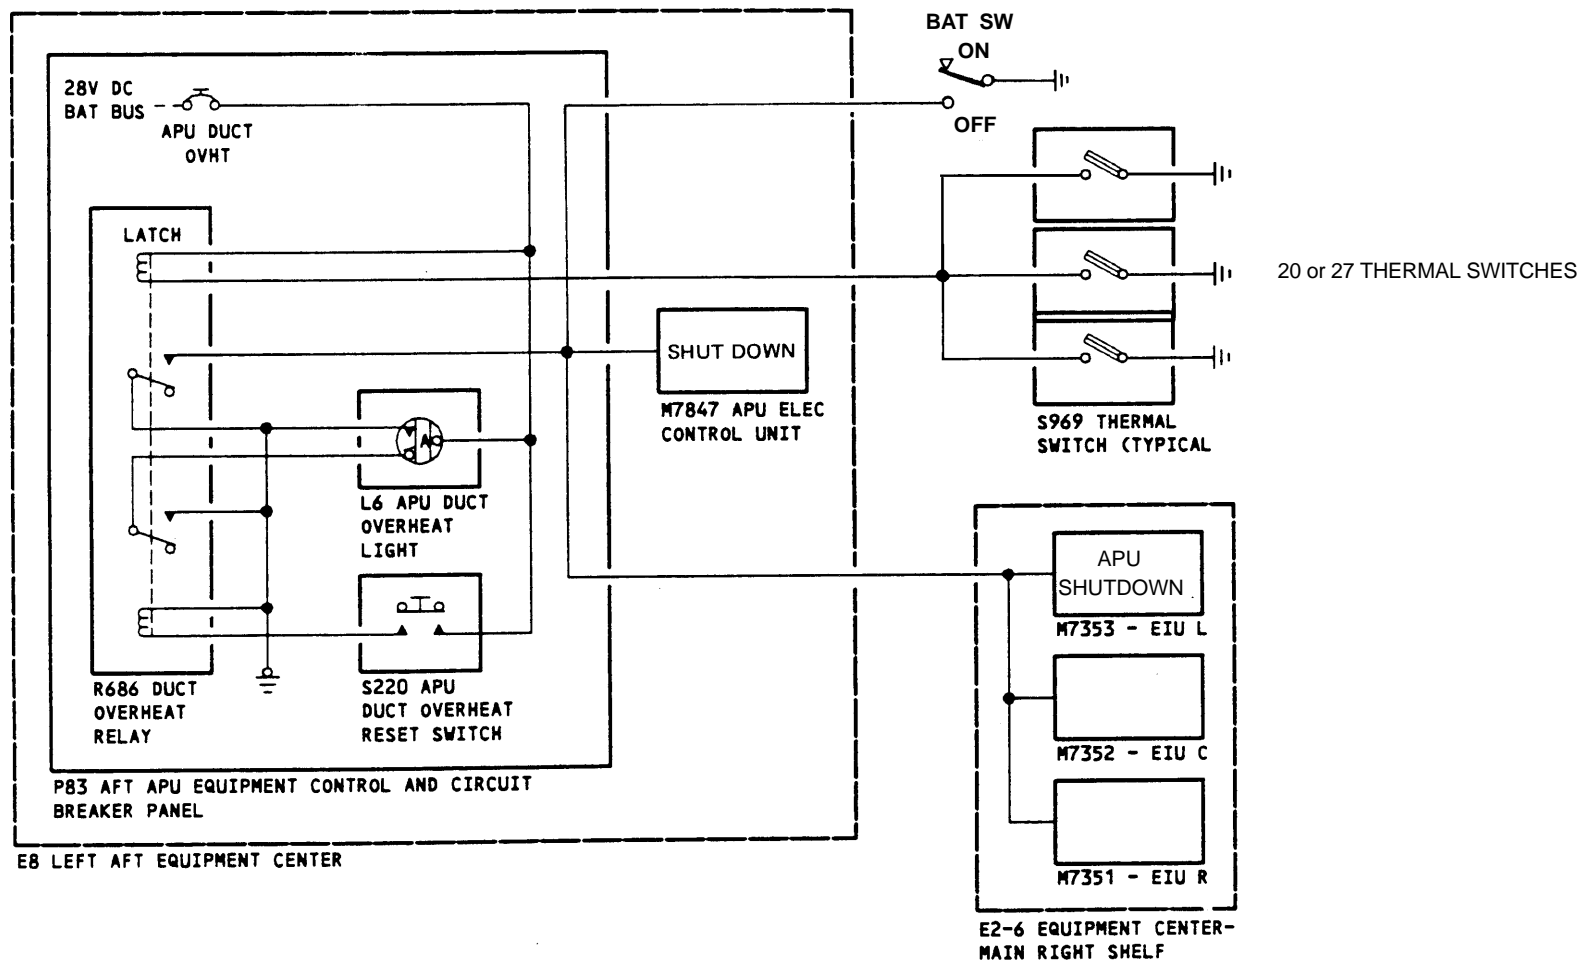 BAT SW
ON
OFF
28V DC
BAT BUS
APU DUCT
OVHT
LATCH
20 or 27 THERMAL SWITCHES
SHUT DOWN
M7847 APU ELEC
CONTROL UNIT
S969 THERMAL
SWITCH (TYPICAL
A
L6 APU DUCT
OVERHEAT
LIGHT
APU
SHUTDOWN
M7353 - EIU L
R686 DUCT
OVERHEAT
RELAY
S220 APU
DUCT OVERHEAT
RESET SWITCH
M7352 - EIU C
P83 AFT APU EQUIPMENT CONTROL AND CIRCUIT
BREAKER PANEL
E8 LEFT AFT EQUIPMENT CENTER
M7351 - EIU R
E2-6 EQUIPMENT CENTER-
MAIN RIGHT SHELF